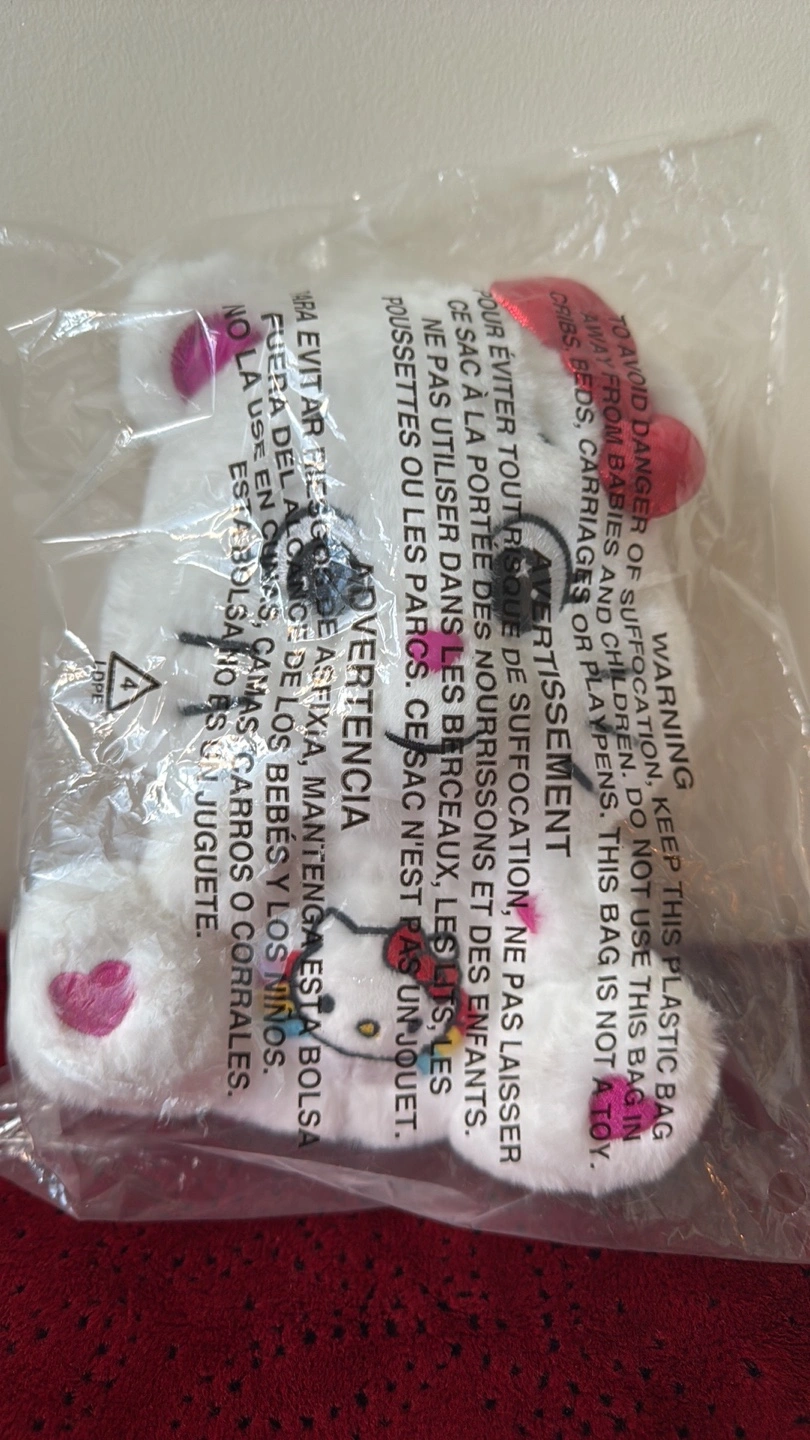 WARNING
TO AVOID DANGER OF SUFFOCATION, KEEP THIS PLASTIC BAG
AWAY FROM BABIES AND CHILDREN. DO NOT USE THIS BAG IN
CRIBS, BEDS, CARRIAGES OR PLAYPENS. THIS BAG IS NOT A TOY.
AVERTISSEMENT
POUR ÉVITER TOUT RISQUE DE SUFFOCATION, NE PAS LAISSER
CE SAC À LA PORTÉE DES NOURRISSONS ET DES ENFANTS.
NE PAS UTILISER DANS LES BERCEAUX, LES LITS, LES
POUSSETTES OU LES PARCS. CE SAC N'EST PAS UN JOUET.
ADVERTENCIA
PARA EVITAR RIESGOS DE ASFIXIA, MANTENGA ESTA BOLSA
FUERA DEL ALCANCE DE LOS BEBÉS Y LOS NIÑOS.
NO LA USE EN CUNAS, CAMAS, CARROS O CORRALES.
ESTA BOLSA NO ES UN JUGUETE.
4
LDPE